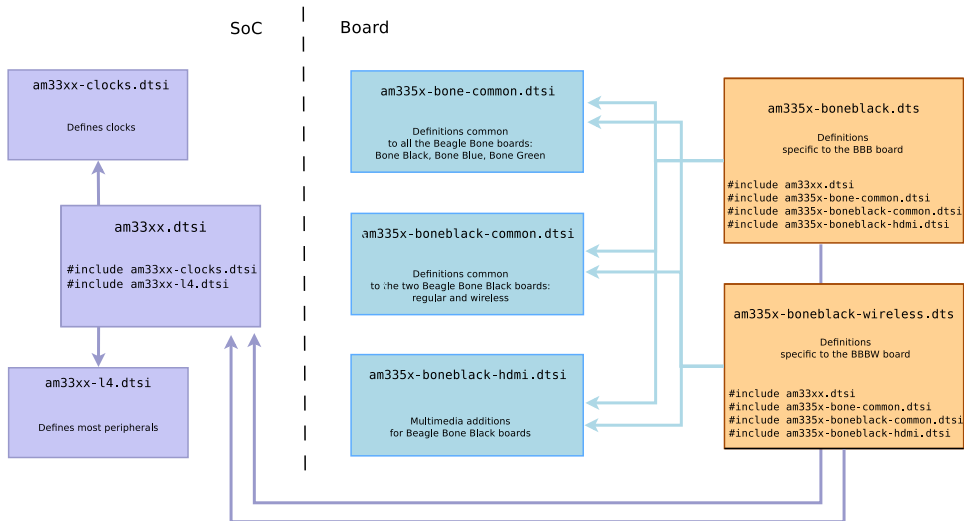 SoC
Board
am33xx-clocks.dtsi
Defines clocks
am33xx.dtsi
#include am33xx-clocks.dtsi
#include am33xx-l4.dtsi
am33xx-l4.dtsi
Defines most peripherals
am335x-bone-common.dtsi
Definitions common
to all the Beagle Bone boards:
Bone Black, Bone Blue, Bone Green
am335x-boneblack-common.dtsi
Definitions common
to the two Beagle Bone Black boards:
regular and wireless
am335x-boneblack-hdmi.dtsi
Multimedia additions
for Beagle Bone Black boards
am335x-boneblack.dts
Definitions
specific to the BBB board
#include am33xx.dtsi
#include am335x-bone-common.dtsi
#include am335x-boneblack-common.dtsi
#include am335x-boneblack-hdmi.dtsi
am335x-boneblack-wireless.dts
Definitions
specific to the BBBW board
#include am33xx.dtsi
#include am335x-bone-common.dtsi
#include am335x-boneblack-common.dtsi
#include am335x-boneblack-hdmi.dtsi